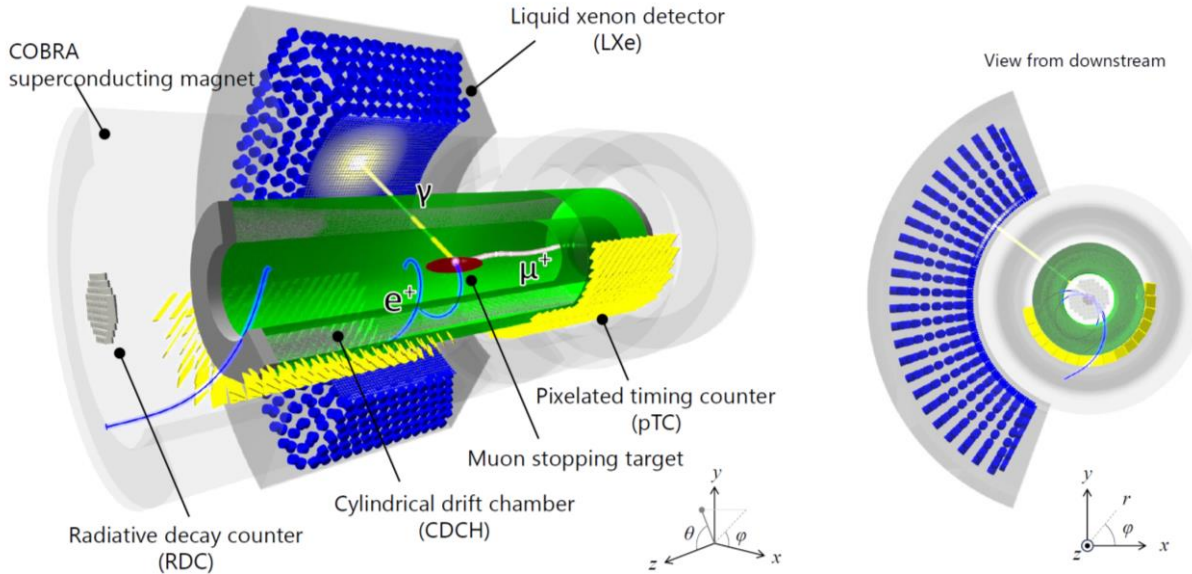 Liquid xenon detector
(LXe)
COBRA
superconducting magnet
View from downstream
γ
μ⁺
e⁺
Pixelated timing counter
(pTC)
Muon stopping target
Cylindrical drift chamber
(CDCH)
Radiative decay counter
(RDC)
y
θ
φ
z
x
y
r
φ
z
x